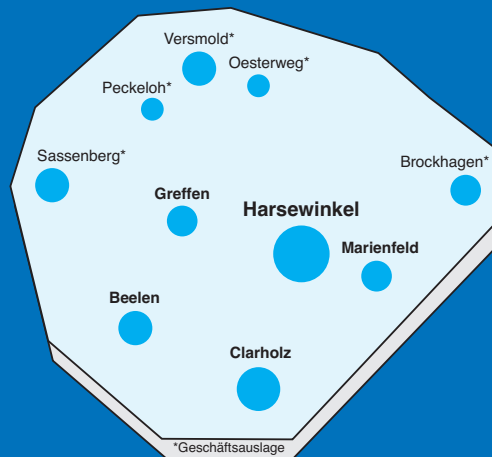 Versmold*
Oesterweg*
Peckeloh*
Sassenberg*
Brockhagen*
Greffen
Harsewinkel
Marienfeld
Beelen
Clarholz
*Geschäftsauslage